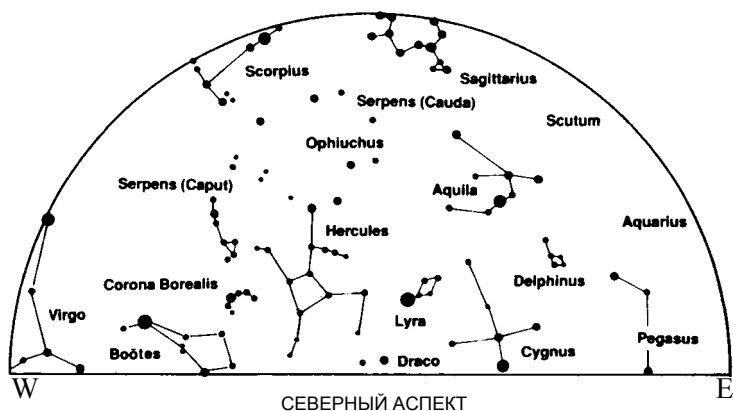 Scorpius
Sagittarius
Serpens (Cauda)
Scutum
Ophiuchus
Serpens (Caput)
Aquila
Hercules
Aquarius
Corona Borealis
Delphinus
Virgo
Lyra
Boötes
Draco
Cygnus
Pegasus
W
E
СЕВЕРНЫЙ АСПЕКТ